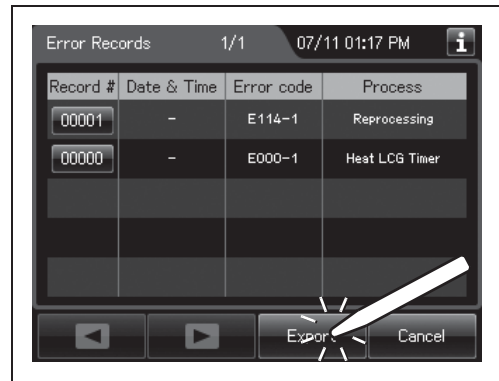 Error Records 1/1 07/11 01:17 PM i
Record # Date & Time Error code Process
00001 - E114-1 Reprocessing
00000 - E000-1 Heat LCG Timer
Export Cancel